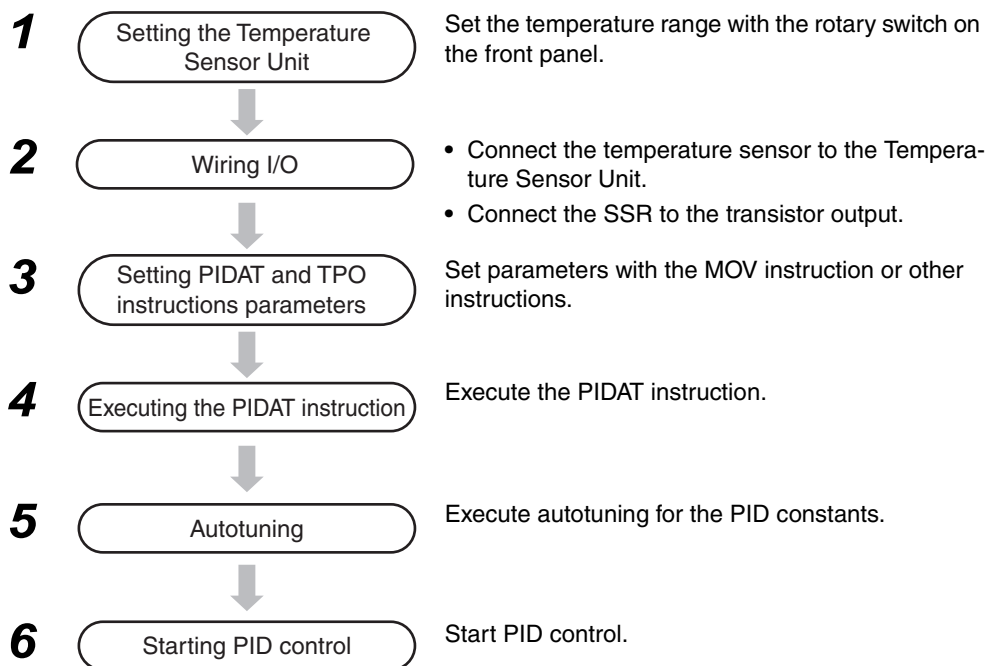 1
Setting the Temperature
Sensor Unit
Set the temperature range with the rotary switch on
the front panel.
2
Wiring I/O
• Connect the temperature sensor to the Tempera-
ture Sensor Unit.
• Connect the SSR to the transistor output.
3
Setting PIDAT and TPO
instructions parameters
Set parameters with the MOV instruction or other
instructions.
4
Executing the PIDAT instruction
Execute the PIDAT instruction.
5
Autotuning
Execute autotuning for the PID constants.
6
Starting PID control
Start PID control.